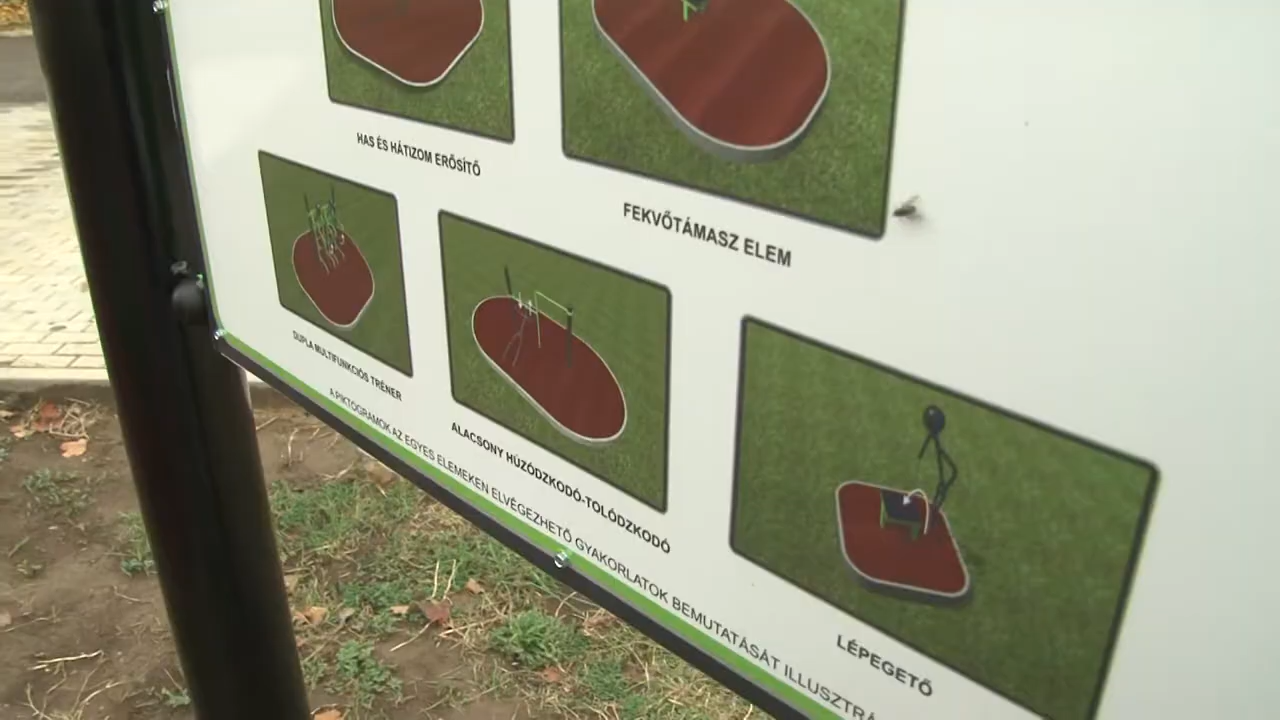 HAS ÉS HÁTIZOM ERŐSÍTŐ
FEKVŐTÁMASZ ELEM
DUPLA MULTIFUNKCIÓS TRÉNER
ALACSONY HÚZÓDZKODÓ-TOLÓDZKODÓ
LÉPEGETŐ
A PIKTOGRAMOK AZ EGYES ELEMEKEN ELVÉGEZHETŐ GYAKORLATOK BEMUTATÁSÁT ILLUSZTRÁ